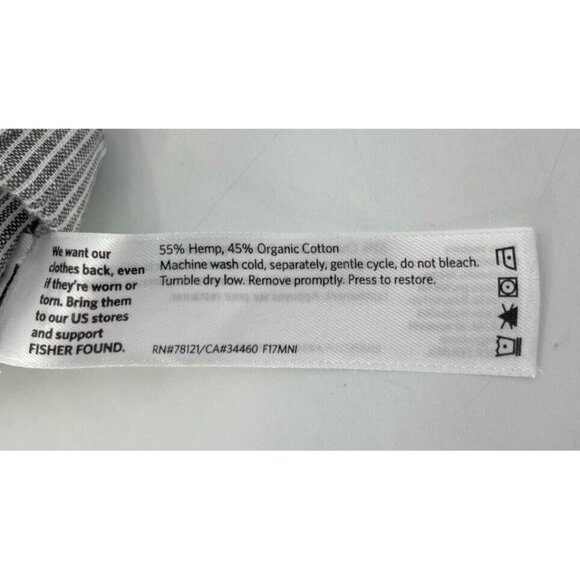 We want our
clothes back, even
if they're worn or
torn. Bring them
to our US stores
and support
FISHER FOUND.
55% Hemp, 45% Organic Cotton
Machine wash cold, separately, gentle cycle, do not bleach.
Tumble dry low. Remove promptly. Press to restore.
RN#78121/CA#34460 F17MNI